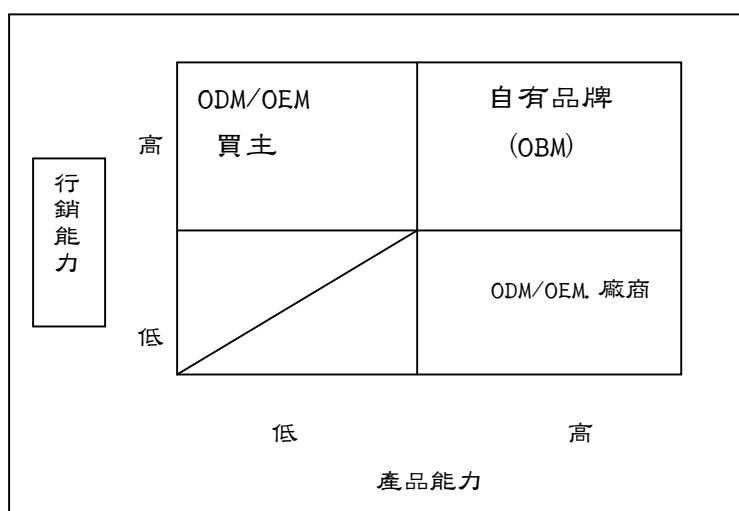 ODM/OEM
買主
自有品牌
(OBM)
高
行銷能力
ODM/OEM. 廠商
低
低
高
產品能力